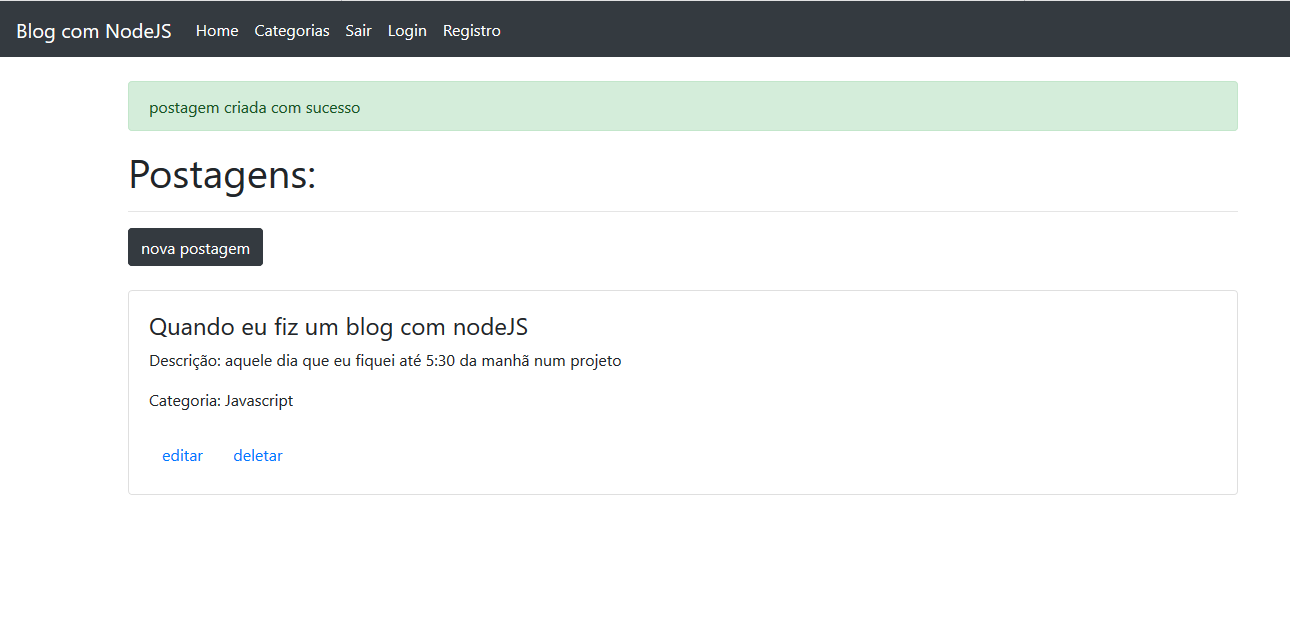 Blog com NodeJS Home Categorias Sair Login Registro
postagem criada com sucesso
Postagens:
nova postagem
Quando eu fiz um blog com nodeJS
Descrição: aquele dia que eu fiquei até 5:30 da manhã num projeto
Categoria: Javascript
editar deletar